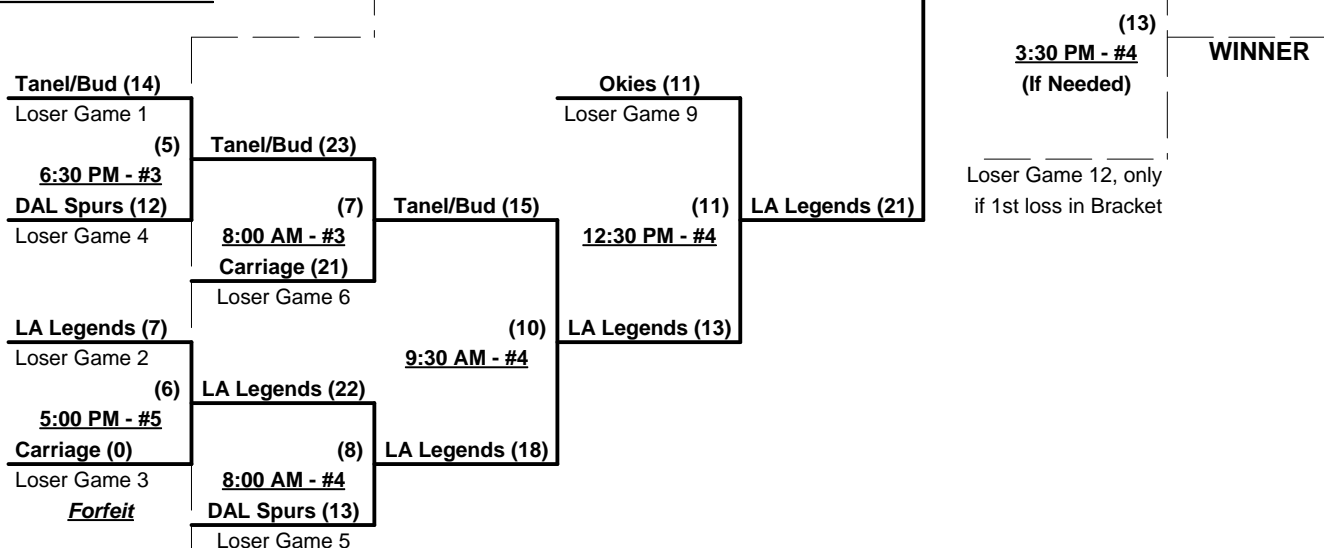 (13)
3:30 PM - #4
WINNER
(If Needed)
Tanel/Bud (14)
Loser Game 1
Okies (11)
Loser Game 9
(5)
6:30 PM - #3
Tanel/Bud (23)
DAL Spurs (12)
Loser Game 4
(7)
8:00 AM - #3
Tanel/Bud (15)
(11)
12:30 PM - #4
LA Legends (21)
Loser Game 12, only
if 1st loss in Bracket
Carriage (21)
Loser Game 6
LA Legends (7)
Loser Game 2
(10)
9:30 AM - #4
LA Legends (13)
(6)
5:00 PM - #5
LA Legends (22)
Carriage (0)
Loser Game 3
Forfeit
(8)
8:00 AM - #4
LA Legends (18)
DAL Spurs (13)
Loser Game 5